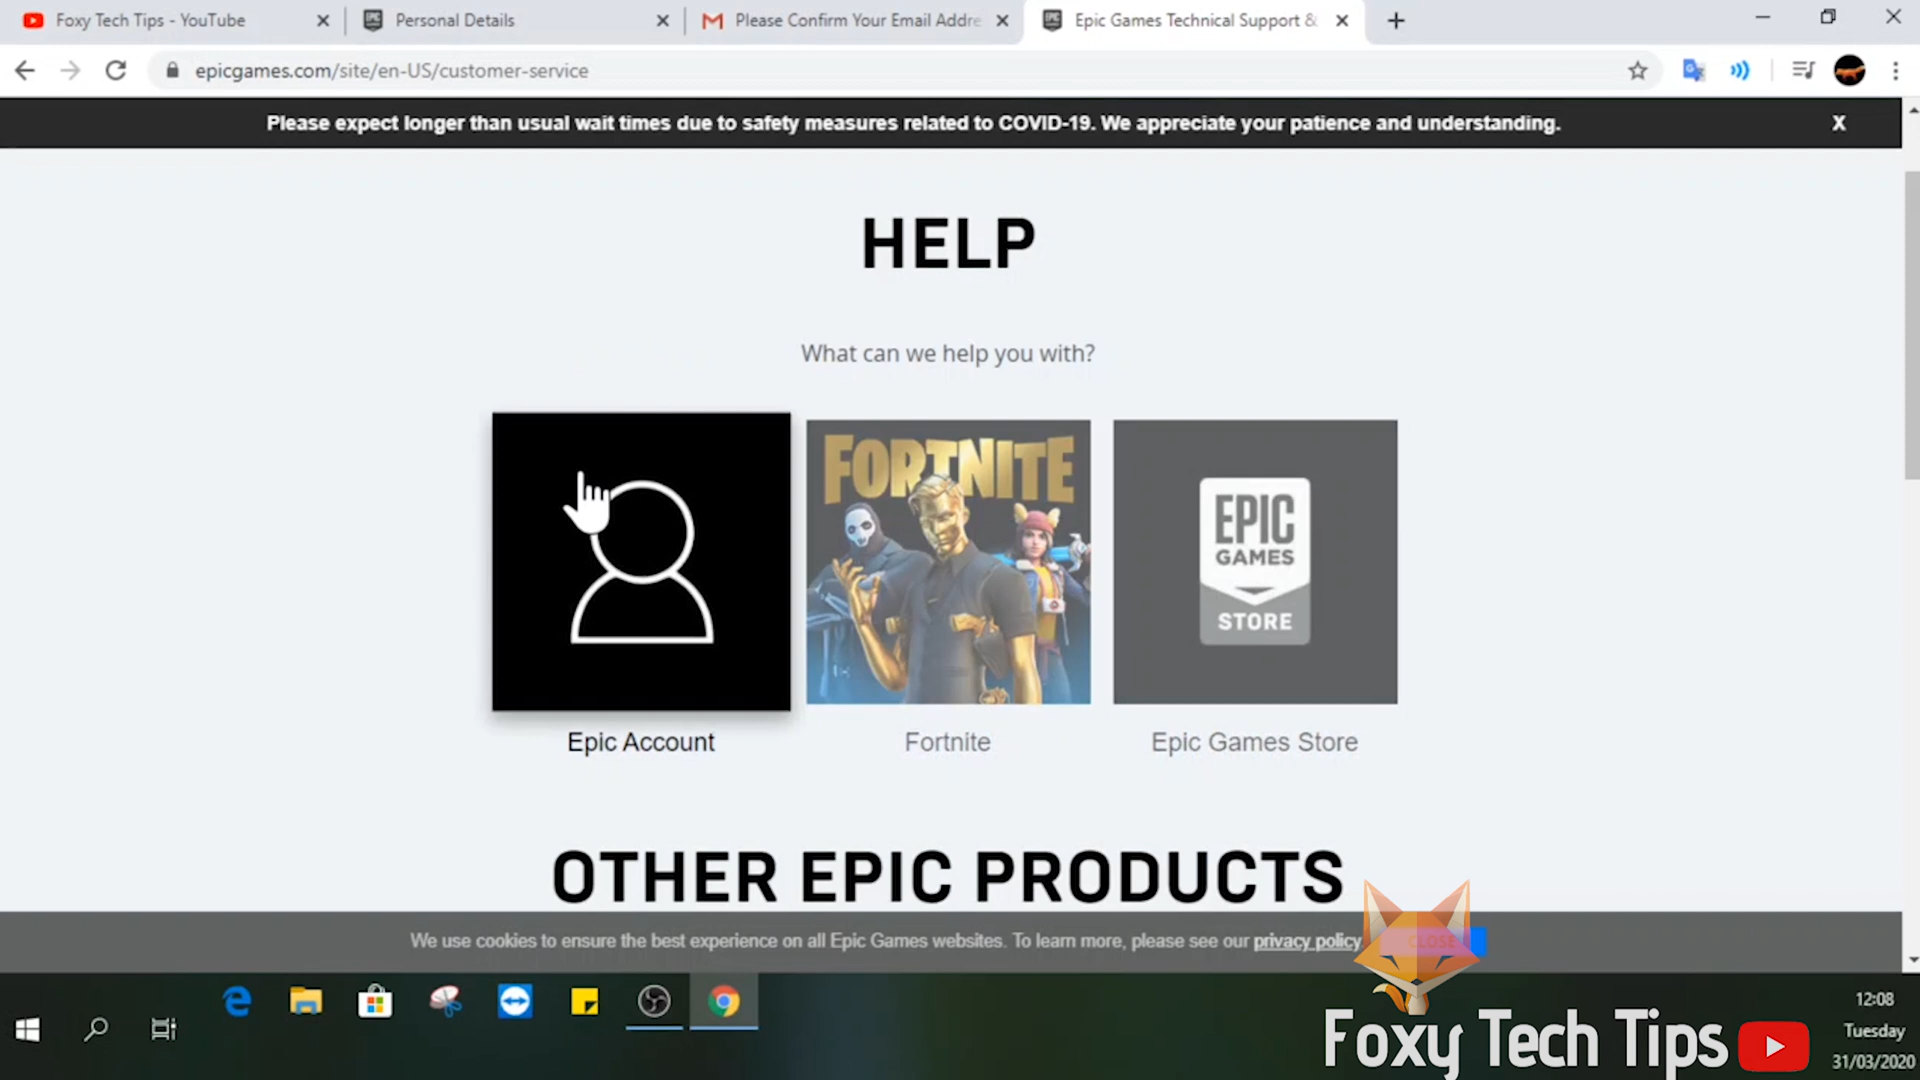 Foxy Tech Tips - YouTube
Personal Details
Please Confirm Your Email Addre
Epic Games Technical Support &
epicgames.com/site/en-US/customer-service
Please expect longer than usual wait times due to safety measures related to COVID-19. We appreciate your patience and understanding.
X
HELP
What can we help you with?
FORTNITE
EPIC
GAMES
STORE
Epic Account
Fortnite
Epic Games Store
OTHER EPIC PRODUCTS
We use cookies to ensure the best experience on all Epic Games websites. To learn more, please see our privacy policy
CLOSE
12:08
Tuesday
31/03/2020
Foxy Tech Tips